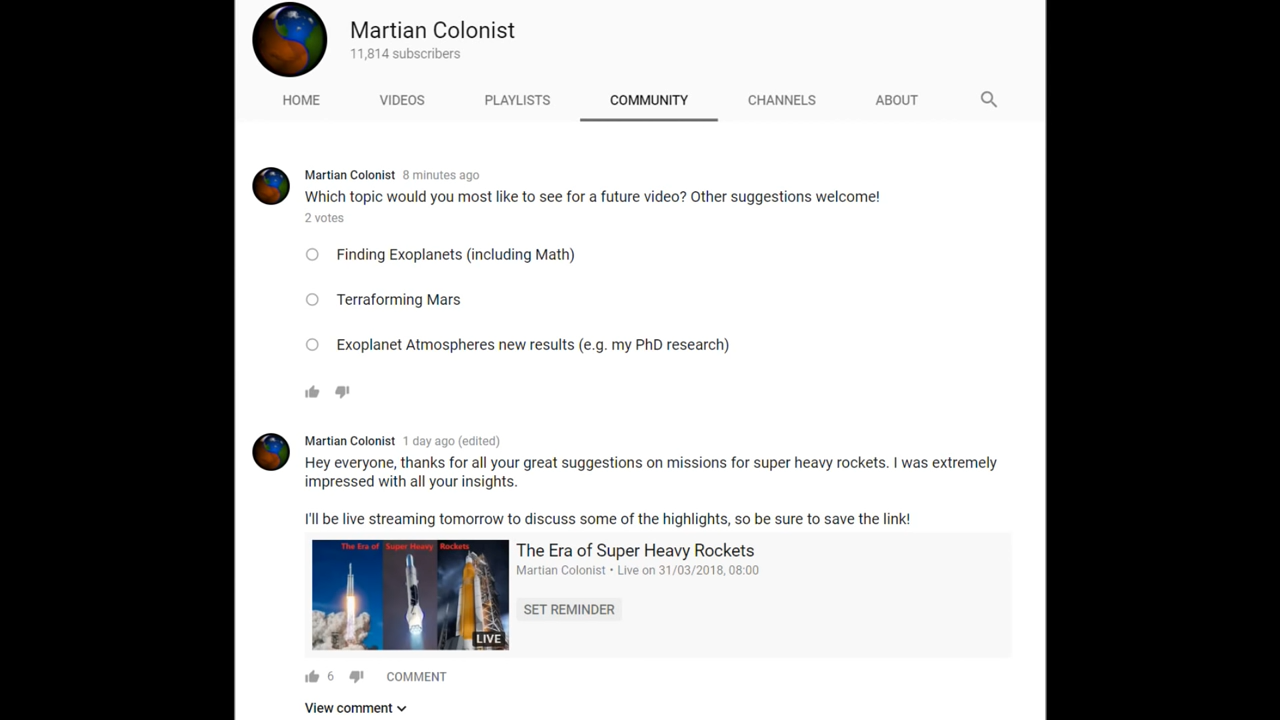 Martian Colonist
11,814 subscribers
HOME VIDEOS PLAYLISTS COMMUNITY CHANNELS ABOUT
Martian Colonist 8 minutes ago
Which topic would you most like to see for a future video? Other suggestions welcome!
2 votes
Finding Exoplanets (including Math)
Terraforming Mars
Exoplanet Atmospheres new results (e.g. my PhD research)
Martian Colonist 1 day ago (edited)
Hey everyone, thanks for all your great suggestions on missions for super heavy rockets. I was extremely
impressed with all your insights.
I'll be live streaming tomorrow to discuss some of the highlights, so be sure to save the link!
The Era of Super Heavy Rockets
LIVE
The Era of Super Heavy Rockets
Martian Colonist • Live on 31/03/2018, 08:00
SET REMINDER
6 COMMENT
View comment